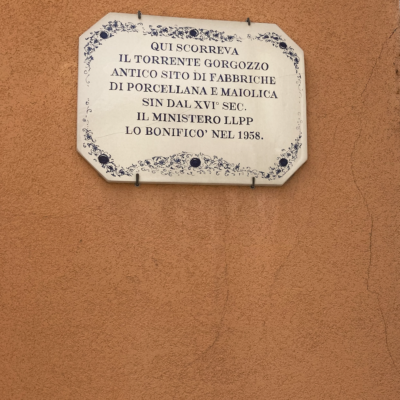 QUI SCORREVA
IL TORRENTE GORGOZZO
ANTICO SITO DI FABBRICHE
DI PORCELLANA E MAIOLICA
SIN DAL XVI° SEC.
IL MINISTERO LLPP
LO BONIFICO' NEL 1958.